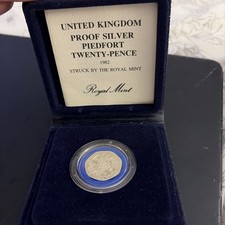 UNITED KINGDOM
PROOF SILVER
PIEDFORT
TWENTY-PENCE
1982
STRUCK BY THE ROYAL MINT
Royal Mint